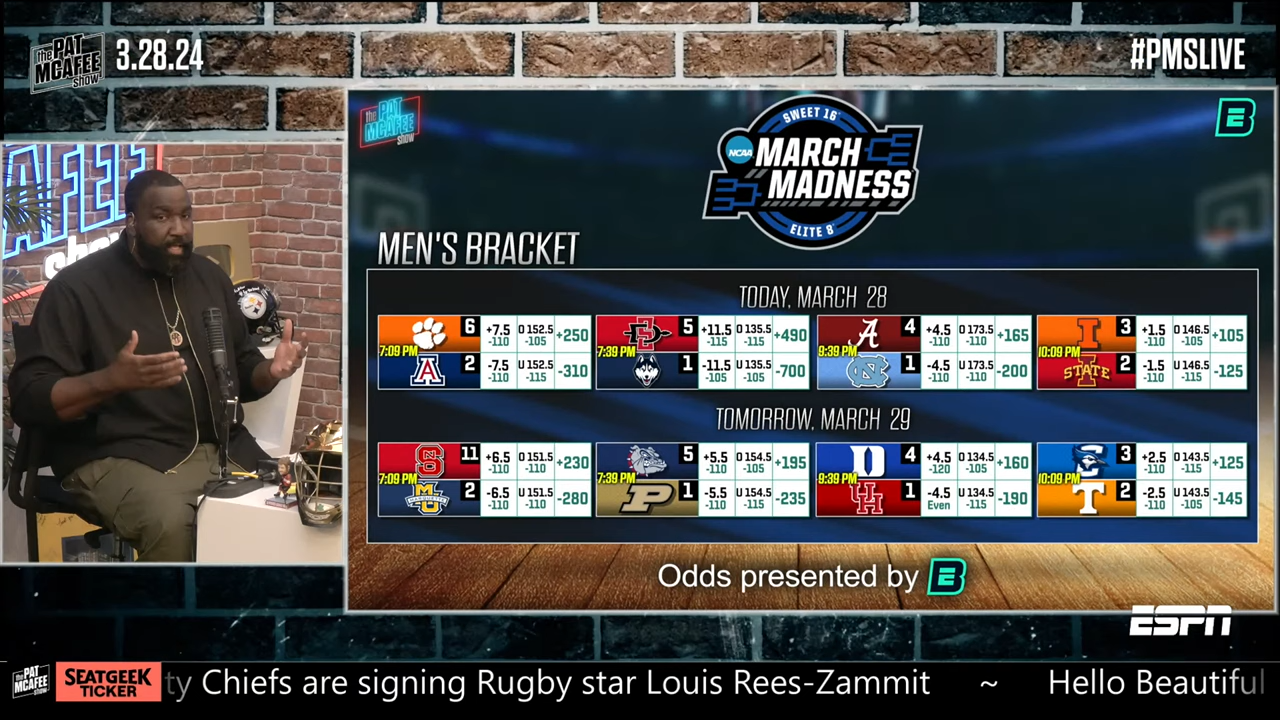 the PAT MCAFEE show
3.28.24
#PMSLIVE
AFEE
the PAT MCAFEE show
SWEET 16
NCAA
MARCH MADNESS
ELITE 8
MEN'S BRACKET
TODAY, MARCH 28
6 +7.5 -110 O 152.5 -105 +250
7:09 PM
A 2 -7.5 -110 U 152.5 -115 -310
SD 5 +11.5 -115 O 135.5 -115 +490
7:39 PM
1 -11.5 -105 U 135.5 -105 -700
A 4 +4.5 -110 O 173.5 -110 +165
9:39 PM
NC 1 -4.5 -110 U 173.5 -110 -200
I 3 +1.5 -110 O 146.5 -105 +105
10:09 PM
STATE 2 -1.5 -110 U 146.5 -115 -125
TOMORROW, MARCH 29
S 11 +6.5 -110 O 151.5 -110 +230
7:09 PM
MU MARQUETTE 2 -6.5 -110 U 151.5 -110 -280
5 +5.5 -110 O 154.5 -105 +195
7:39 PM
P 1 -5.5 -110 U 154.5 -115 -235
D 4 +4.5 -120 O 134.5 -105 +160
9:39 PM
UH 1 -4.5 Even U 134.5 -115 -190
3 +2.5 -110 O 143.5 -115 +125
10:09 PM
T 2 -2.5 -110 U 143.5 -105 -145
Odds presented by E
ESPN
the PAT MCAFEE show SEATGEEK TICKER ty Chiefs are signing Rugby star Louis Rees-Zammit ~ Hello Beautiful